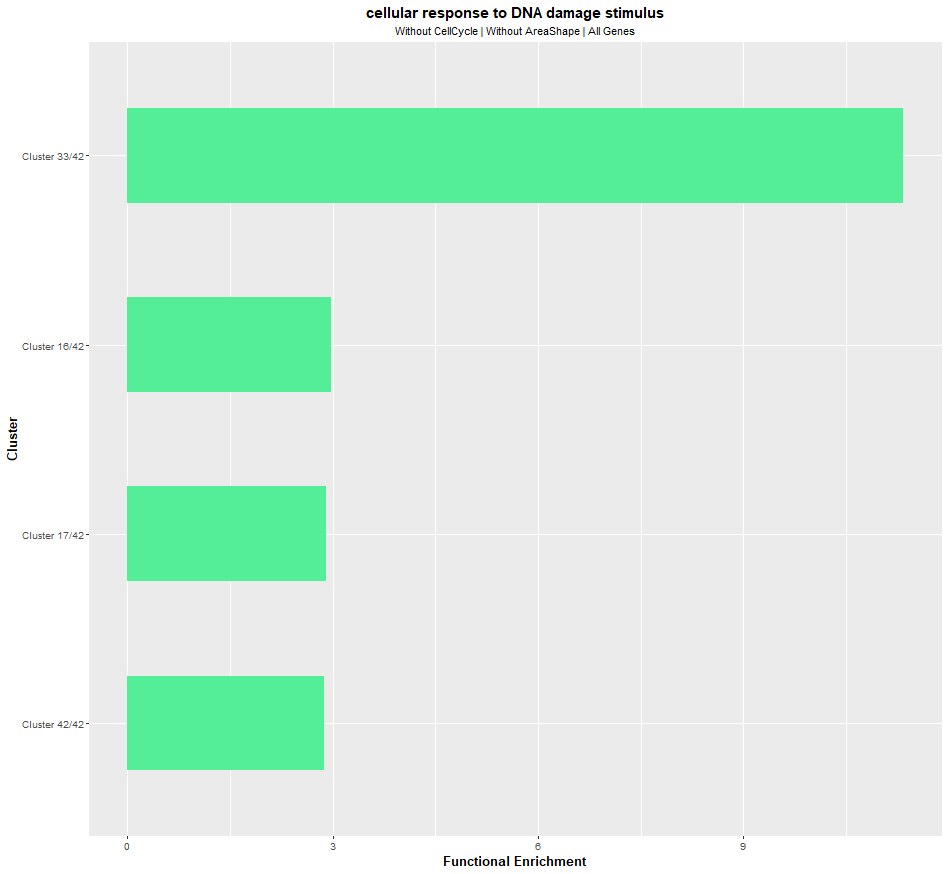 cellular response to DNA damage stimulus
Without CellCycle | Without AreaShape | All Genes
Cluster
Cluster 33/42
Cluster 16/42
Cluster 17/42
Cluster 42/42
0 3 6 9
Functional Enrichment